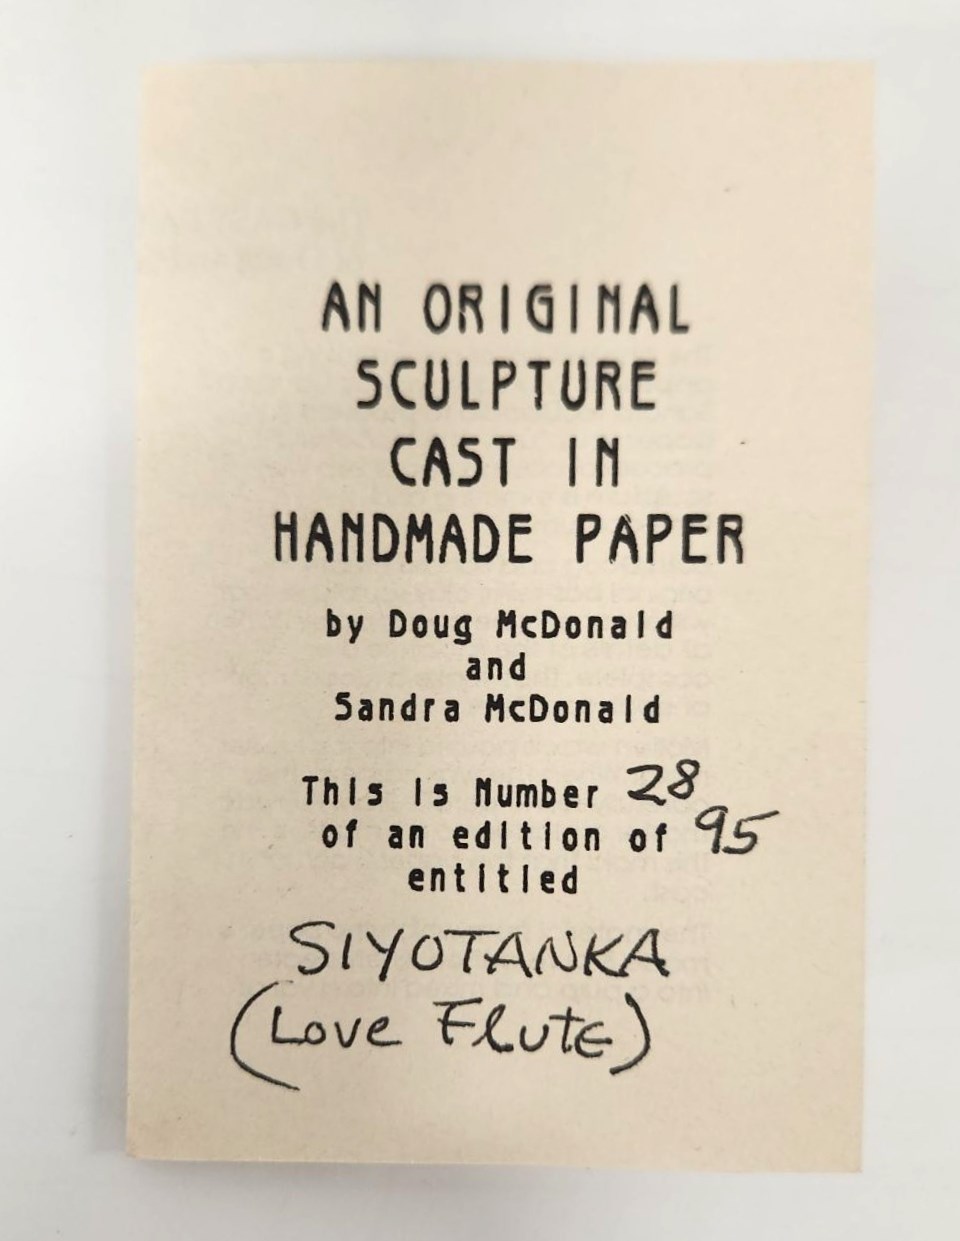 AN ORIGINAL
SCULPTURE
CAST IN
HANDMADE PAPER
by Doug McDonald
and
Sandra McDonald
This is Number 28
of an edition of 95
entitled
SIYOTANKA
(Love Flute)